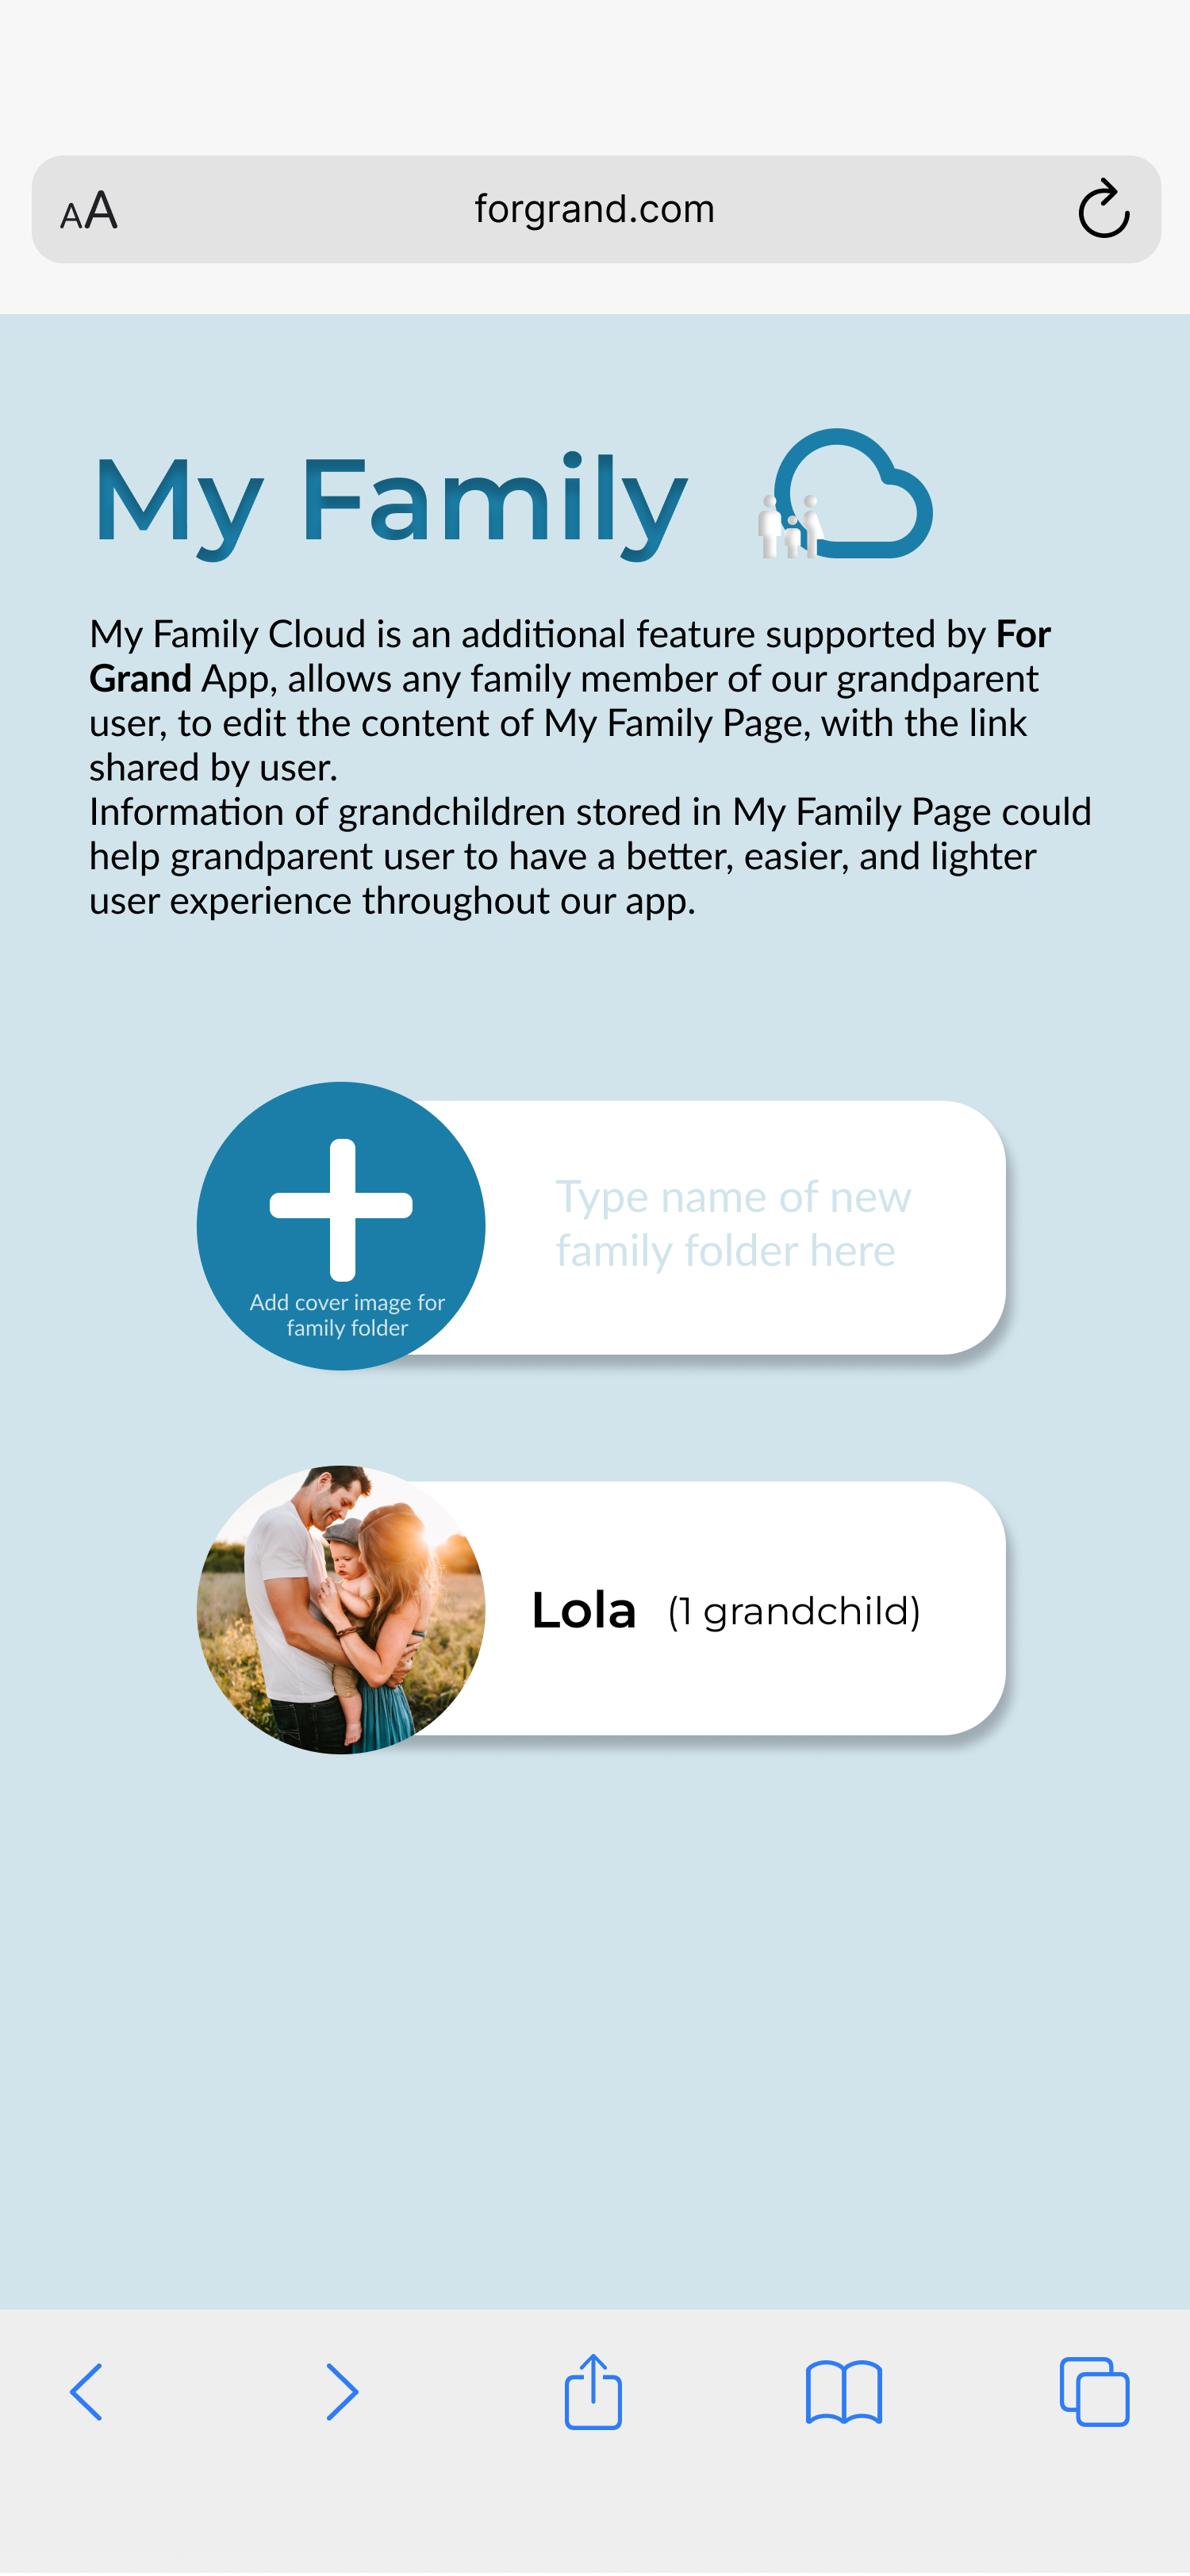 AA
forgrand.com
My Family
My Family Cloud is an additional feature supported by For
Grand App, allows any family member of our grandparent
user, to edit the content of My Family Page, with the link
shared by user.
Information of grandchildren stored in My Family Page could
help grandparent user to have a better, easier, and lighter
user experience throughout our app.
Type name of new
family folder here
Add cover image for
family folder
Lola (1 grandchild)